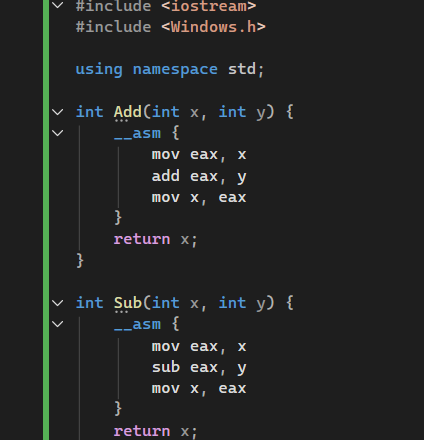 #include <iostream>
#include <Windows.h>
using namespace std;
int Add(int x, int y) {
__asm {
mov eax, x
add eax, y
mov x, eax
}
return x;
}
int Sub(int x, int y) {
__asm {
mov eax, x
sub eax, y
mov x, eax
}
return x;